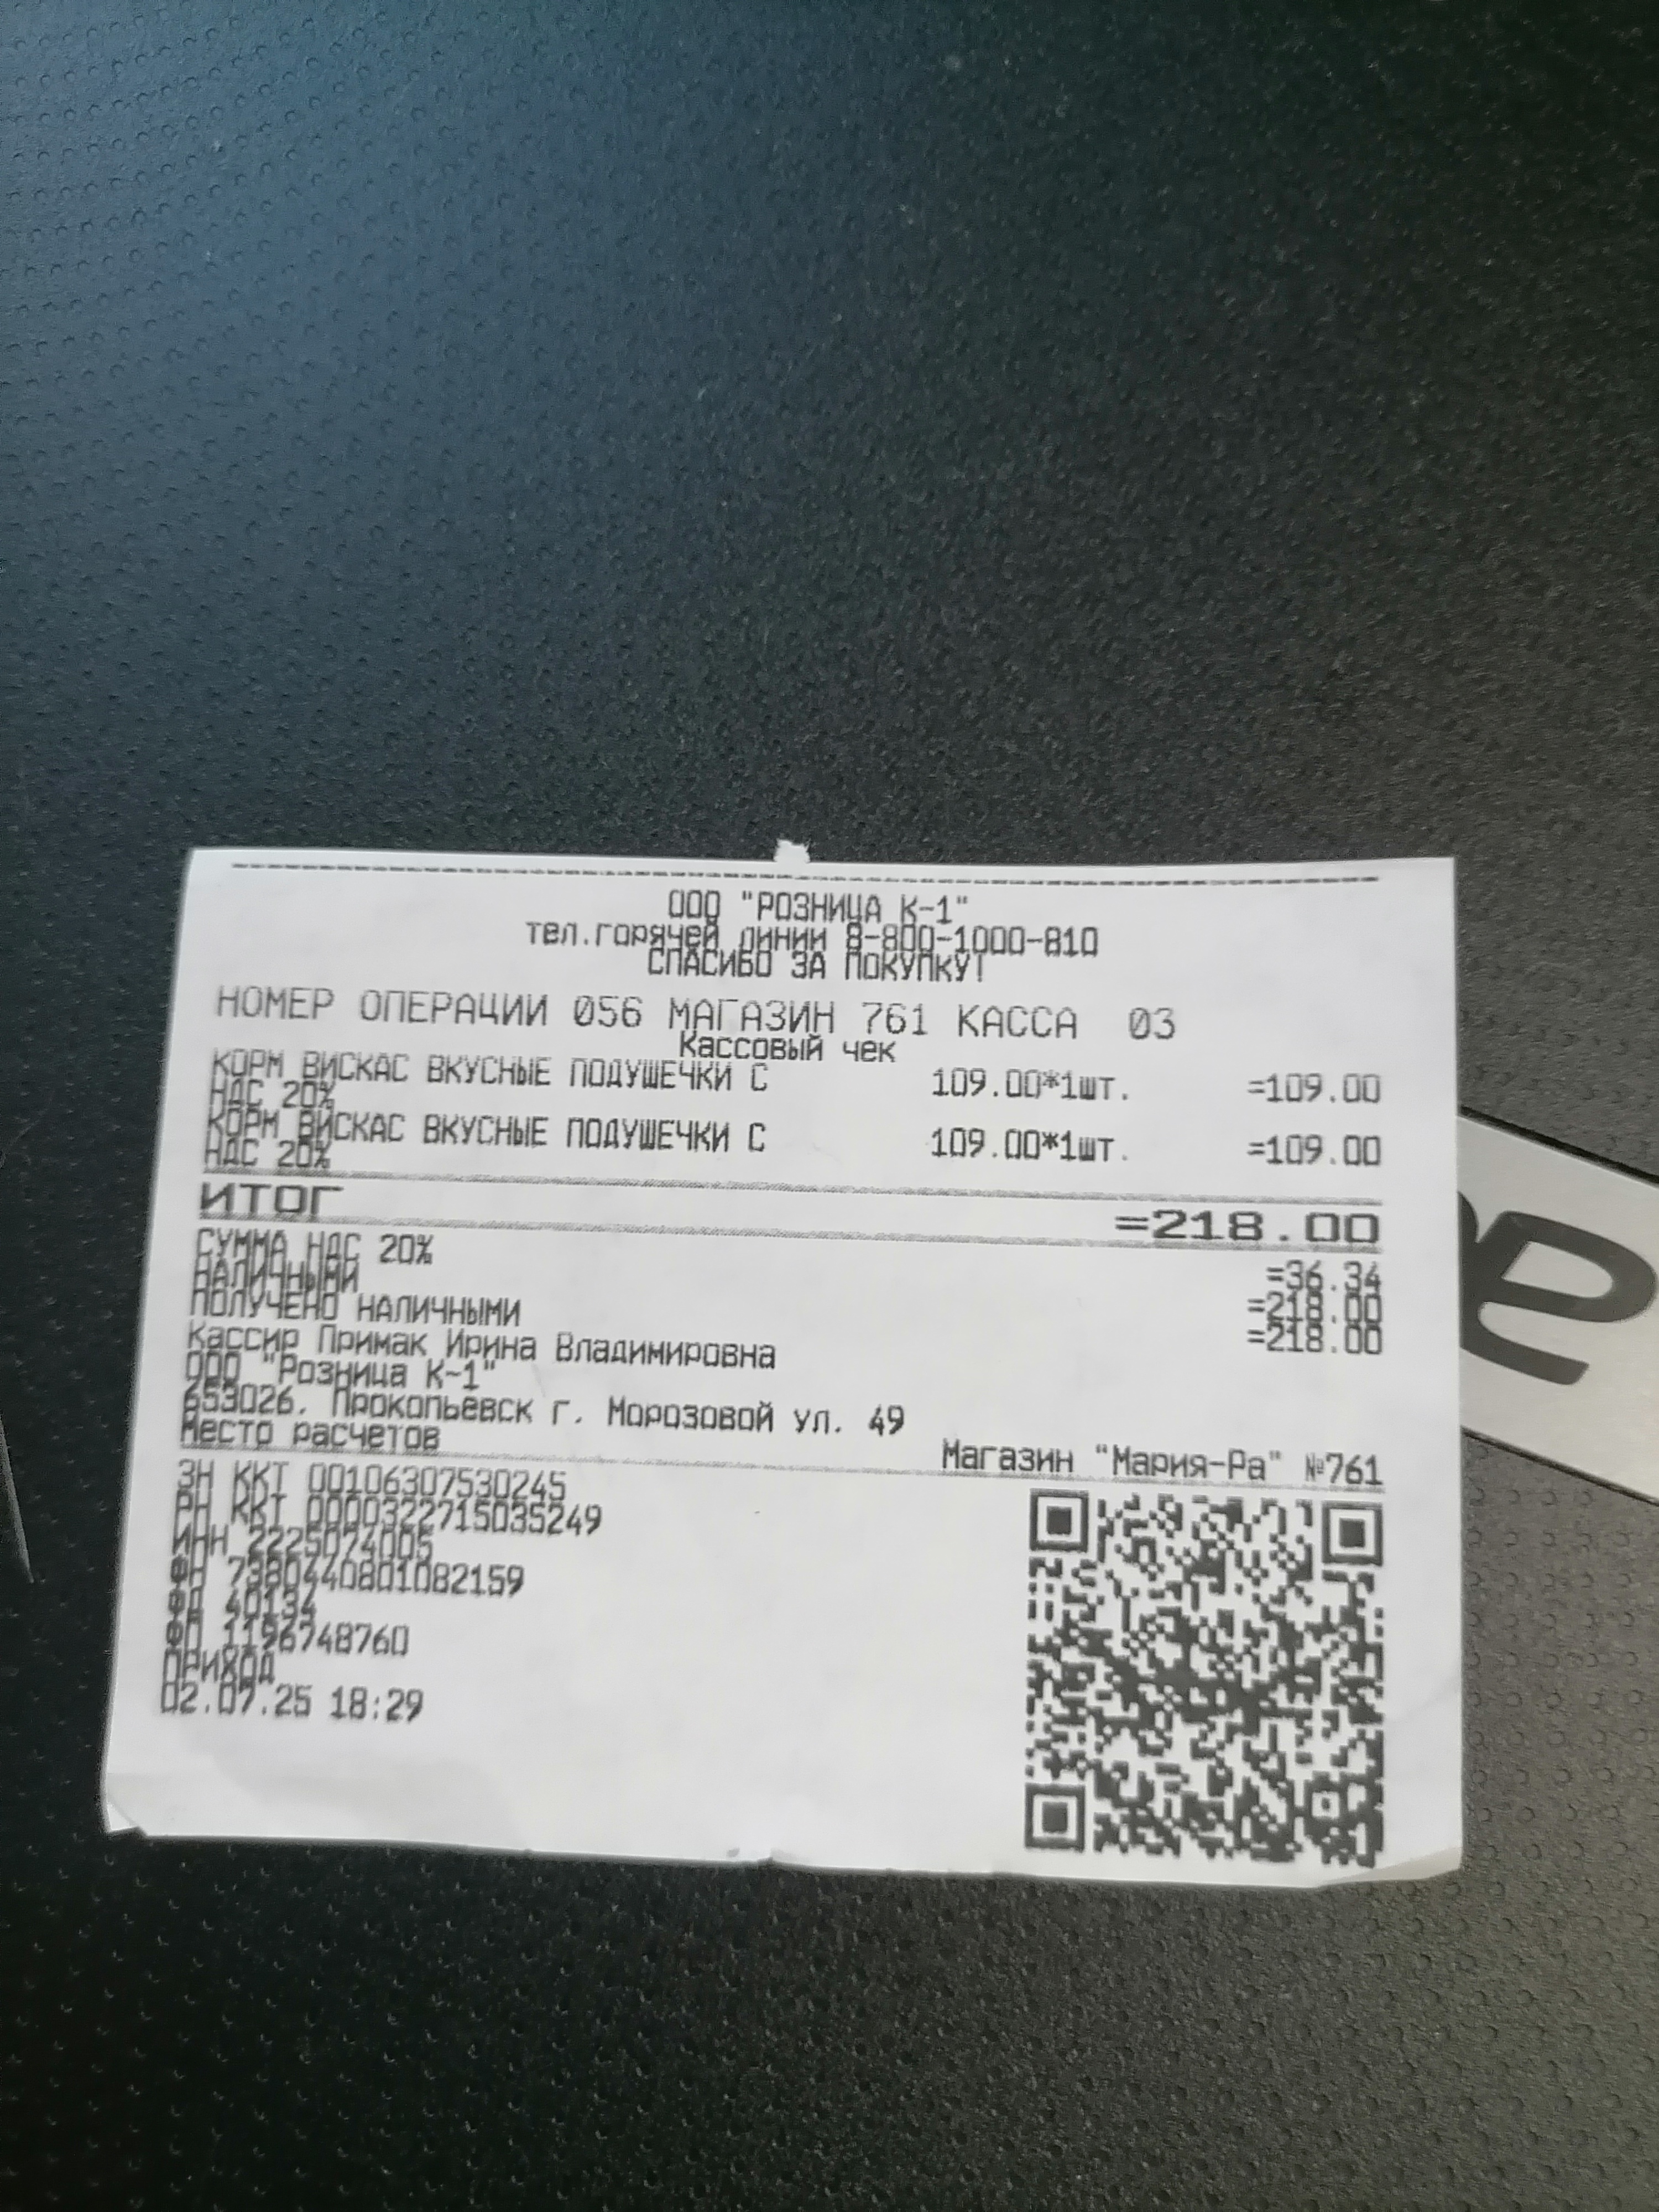 ООО "РОЗНИЦА К-1"
тел.горячей линии 8-800-1000-810
СПАСИБО ЗА ПОКУПКУ!
НОМЕР ОПЕРАЦИИ 056 МАГАЗИН 761 КАССА 03
Кассовый чек
КОРМ ВИСКАС ВКУСНЫЕ ПОДУШЕЧКИ С 109.00*1шт. =109.00
НДС 20%
КОРМ ВИСКАС ВКУСНЫЕ ПОДУШЕЧКИ С 109.00*1шт. =109.00
НДС 20%
ИТОГ =218.00
СУММА НДС 20% =36.34
НАЛИЧНЫМИ =218.00
ПОЛУЧЕНО НАЛИЧНЫМИ =218.00
Кассир Примак Ирина Владимировна
ООО "Розница К-1"
653026, Прокопьевск г. Морозовой ул. 49
Место расчетов Магазин "Мария-Ра" №761
ЗН ККТ 00106307530245
РН ККТ 0000322715035249
ИНН 2225074005
ФН 7380440801082159
ФД 40134
ФП 1196748760
ПРИХОД
02.07.25 18:29